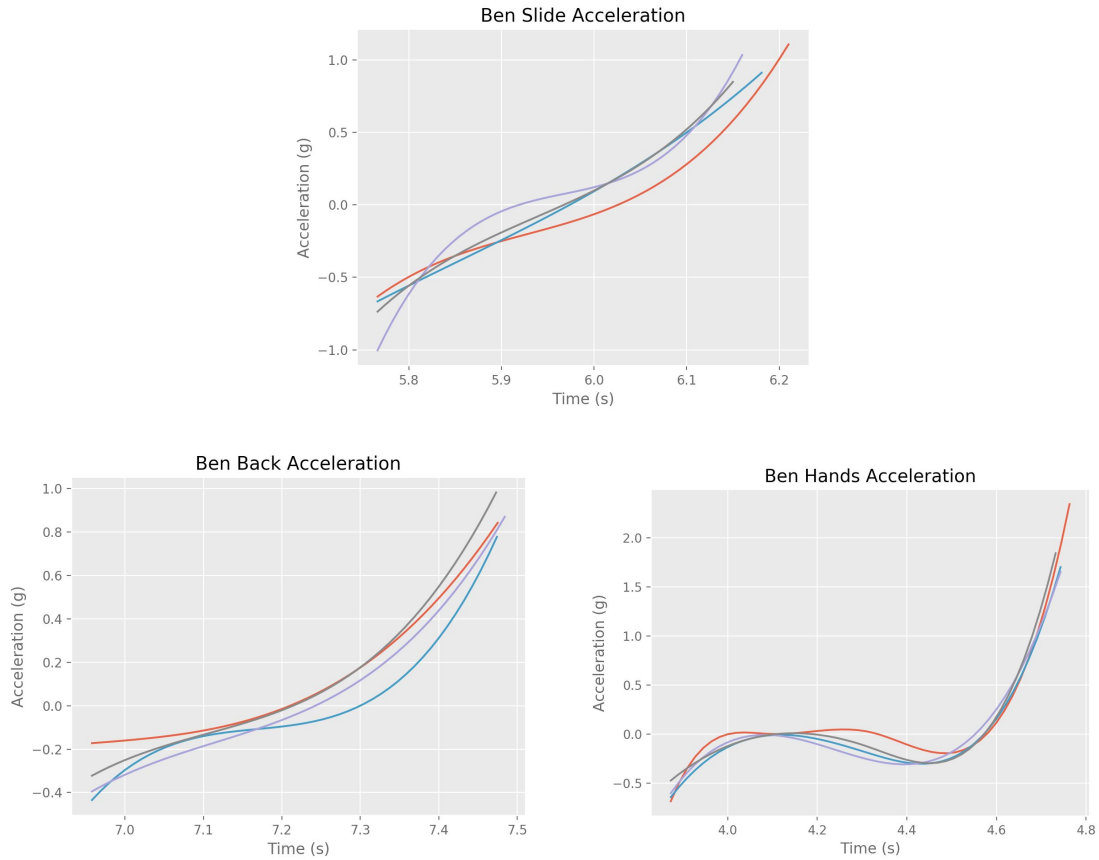 Ben Slide Acceleration
1.0
0.5
0.0
−0.5
−1.0
Acceleration (g)
5.8 5.9 6.0 6.1 6.2
Time (s)
Ben Back Acceleration
1.0
0.8
0.6
0.4
0.2
0.0
−0.2
−0.4
Acceleration (g)
7.0 7.1 7.2 7.3 7.4 7.5
Time (s)
Ben Hands Acceleration
2.0
1.5
1.0
0.5
0.0
−0.5
Acceleration (g)
4.0 4.2 4.4 4.6 4.8
Time (s)